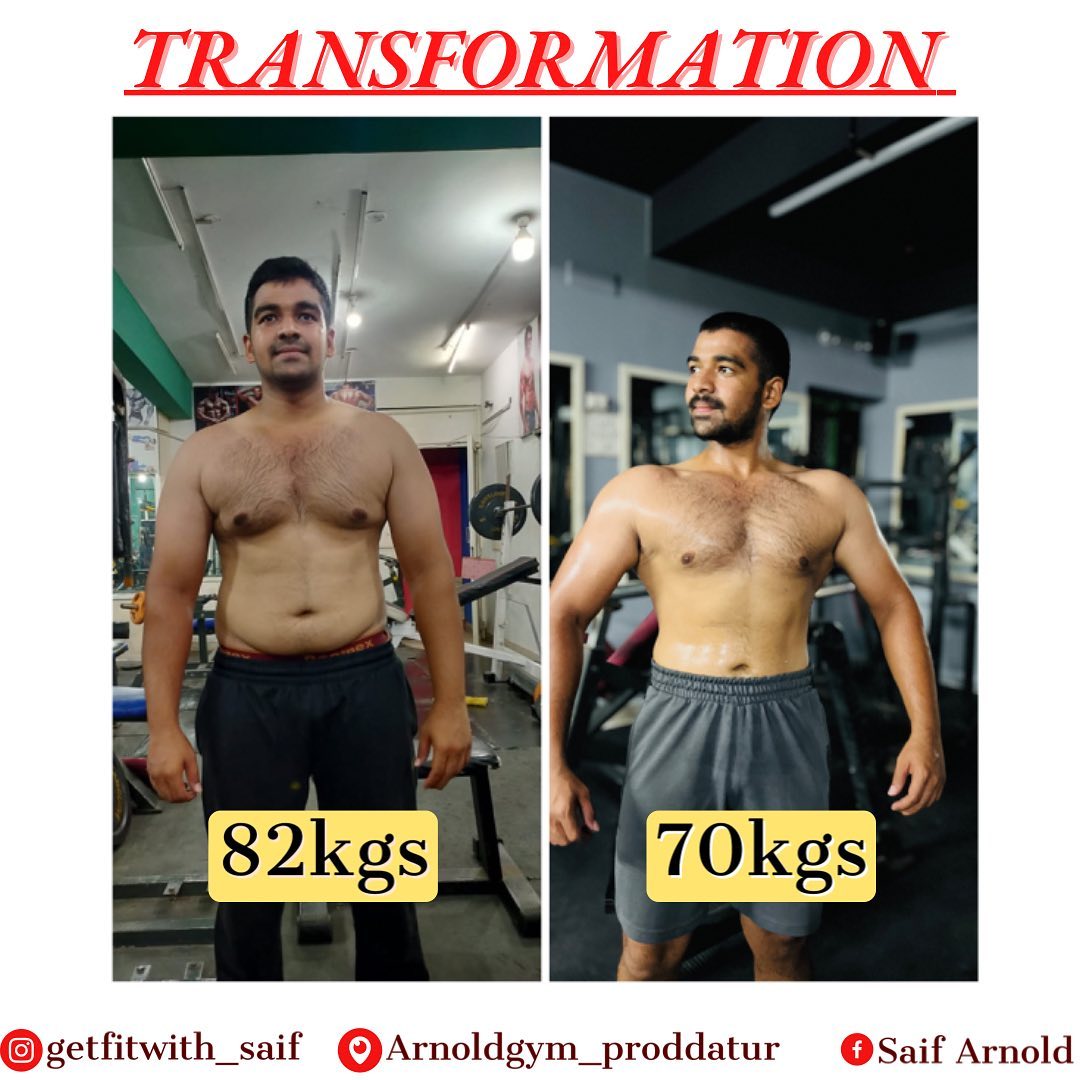 TRANSFORMATION
82kgs
70kgs
getfitwith_saif
Arnoldgym_proddatur
Saif Arnold